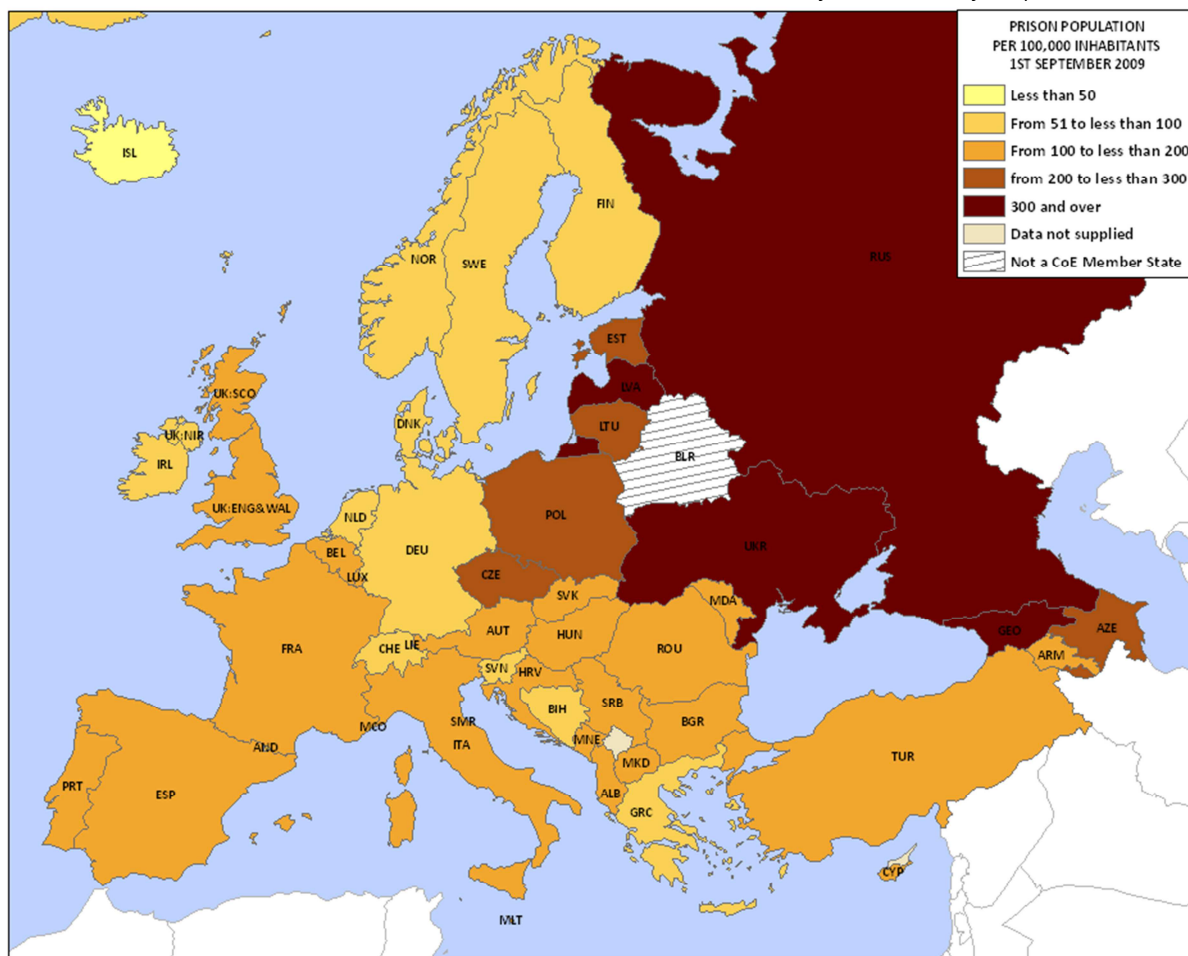 PRISON POPULATION
PER 100,000 INHABITANTS
1ST SEPTEMBER 2009
Less than 50
From 51 to less than 100
From 100 to less than 200
from 200 to less than 300
300 and over
Data not supplied
Not a CoE Member State
ISL
FIN
NOR
SWE
RUS
EST
LVA
UK:SCO
DNK
LTU
UK:NIR
BLR
IRL
UK:ENG&WAL
NLD
POL
DEU
UKR
BEL
LUX
CZE
SVK
MDA
AUT
HUN
GEO
AZE
FRA
CHE
LIE
ROU
ARM
SVN
HRV
BIH
SRB
MCO
SMR
BGR
ITA
MNE
AND
MKD
TUR
PRT
ESP
ALB
GRC
CYP
MLT